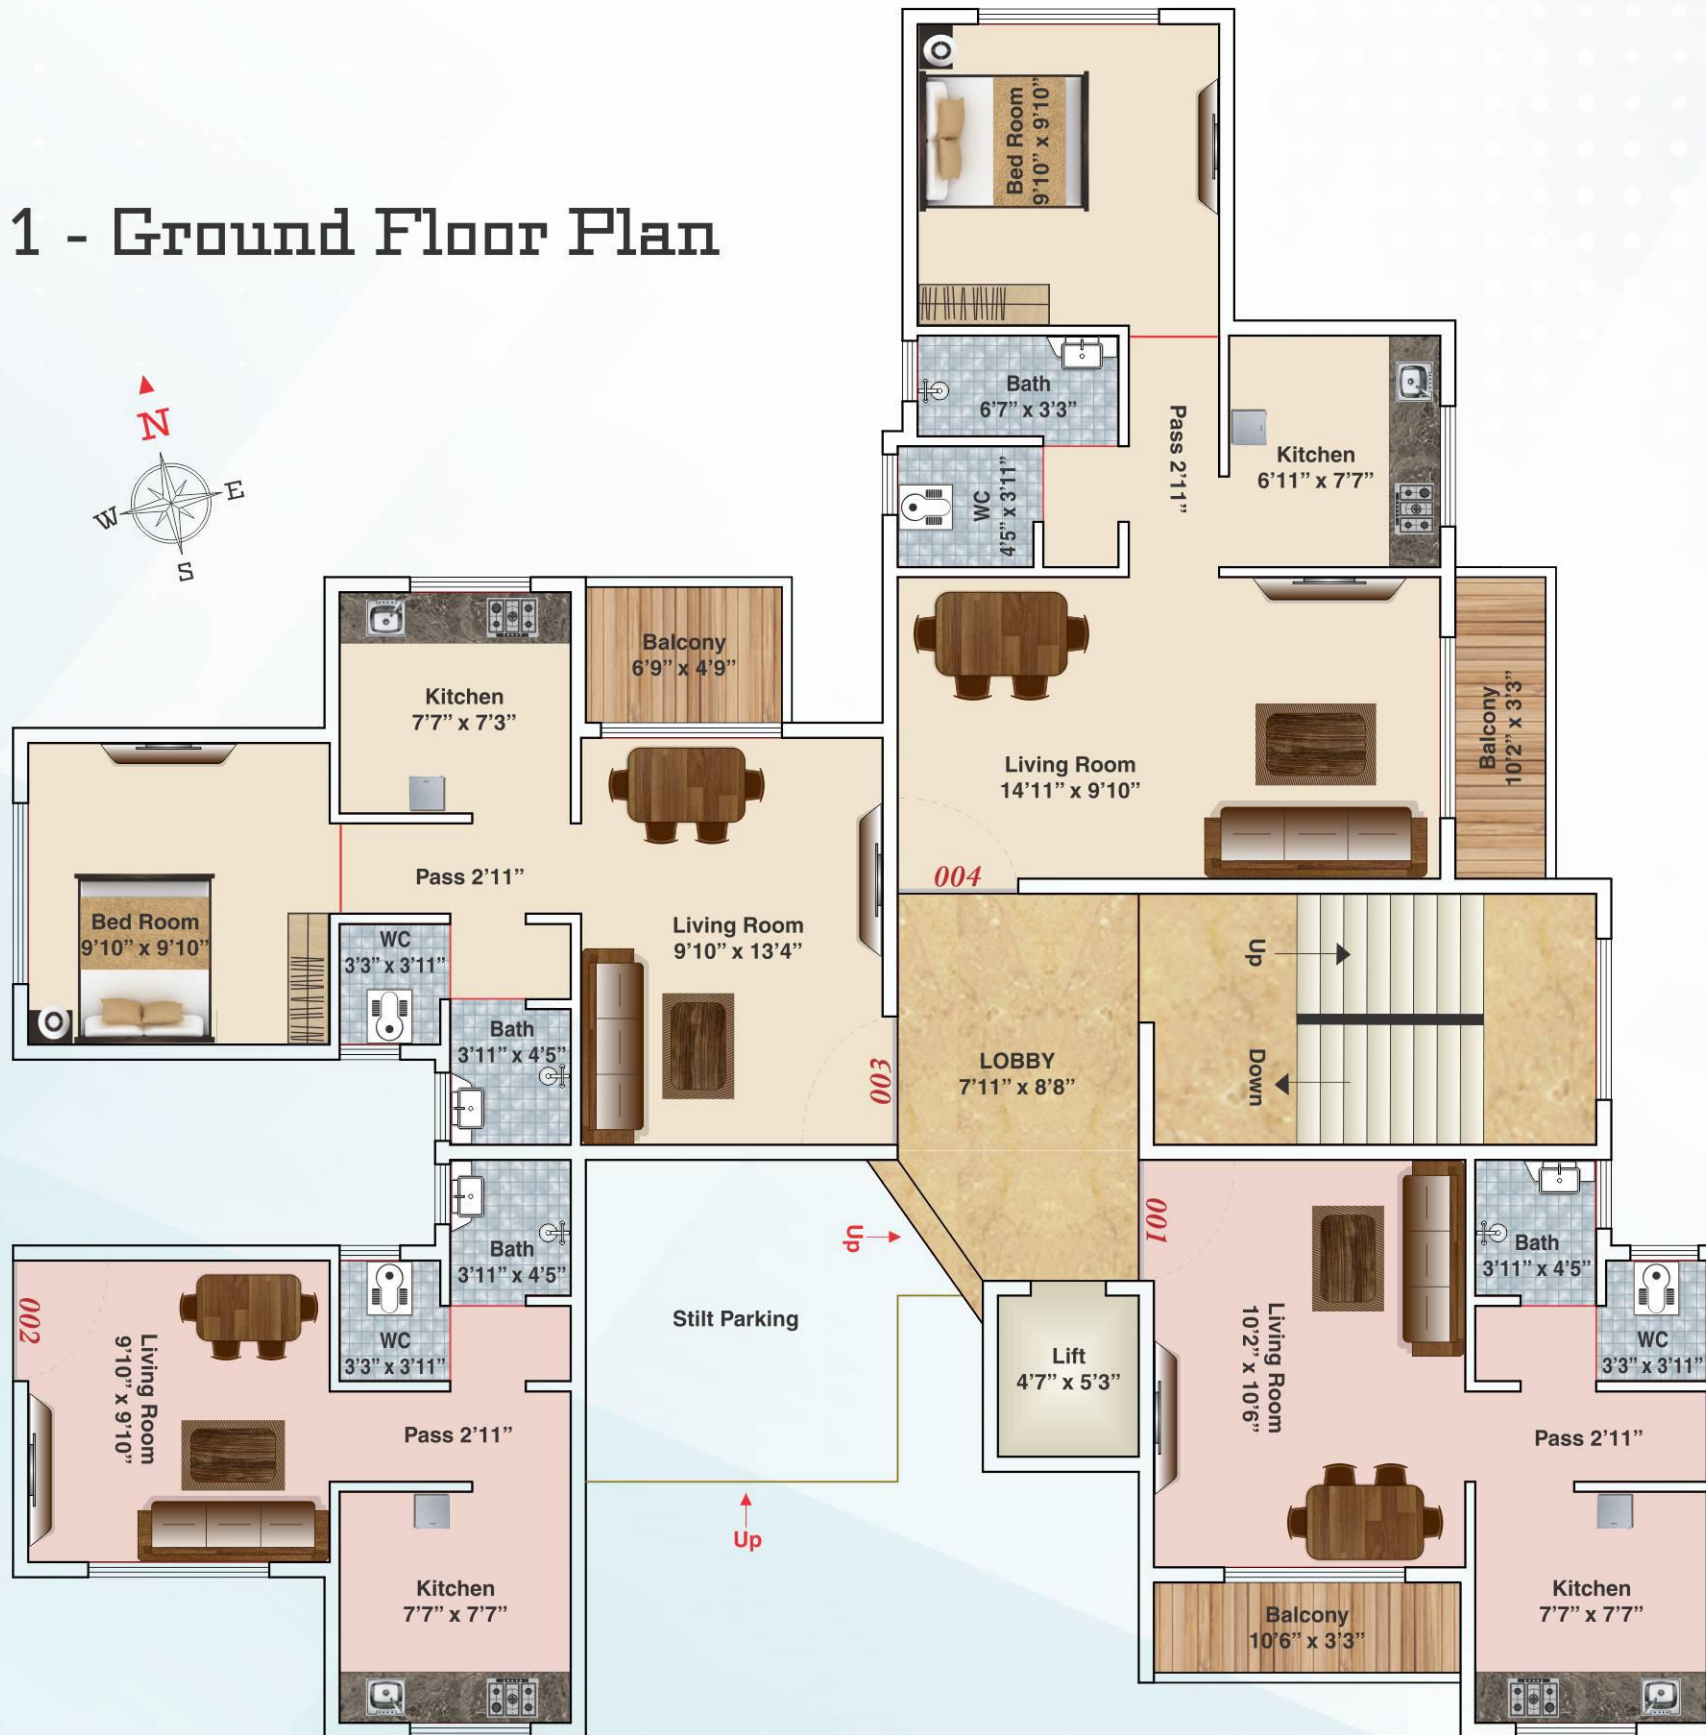 1 - Ground Floor Plan
N
E
W
S
Bed Room
9'10” x 9'10”
Bath
6'7” x 3'3”
WC
4'5” x 3'11”
Pass 2'11”
Kitchen
6'11” x 7'7”
Living Room
14'11” x 9'10”
Balcony
10'2” x 3'3”
004
Balcony
6'9” x 4'9”
Kitchen
7'7” x 7'3”
Pass 2'11”
Bed Room
9'10” x 9'10”
WC
3'3” x 3'11”
Bath
3'11” x 4'5”
Living Room
9'10” x 13'4”
003
LOBBY
7'11” x 8'8”
Up
Down
Bath
3'11” x 4'5”
WC
3'3” x 3'11”
002
Living Room
9'10” x 9'10”
Pass 2'11”
Kitchen
7'7” x 7'7”
Up
Stilt Parking
Up
Lift
4'7” x 5'3”
001
Living Room
10'2” x 10'6”
Bath
3'11” x 4'5”
WC
3'3” x 3'11”
Pass 2'11”
Balcony
10'6” x 3'3”
Kitchen
7'7” x 7'7”